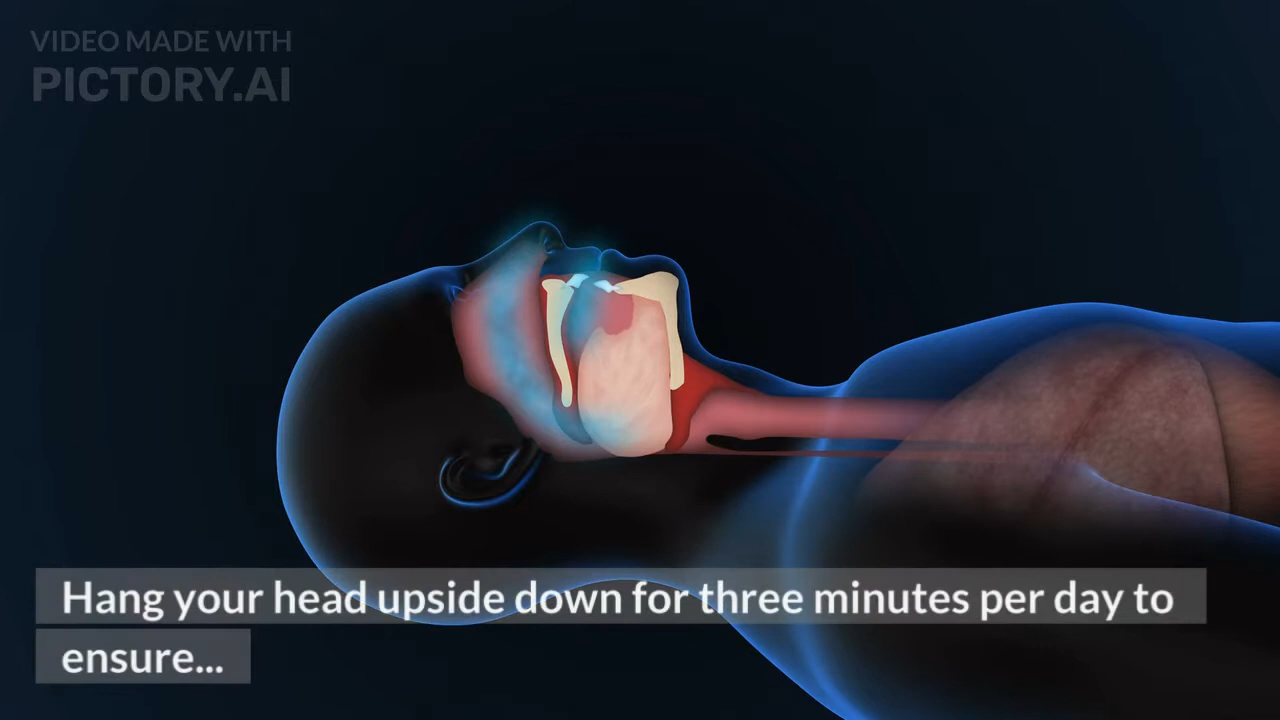 VIDEO MADE WITH
PICTORY.AI
Hang your head upside down for three minutes per day to
ensure...